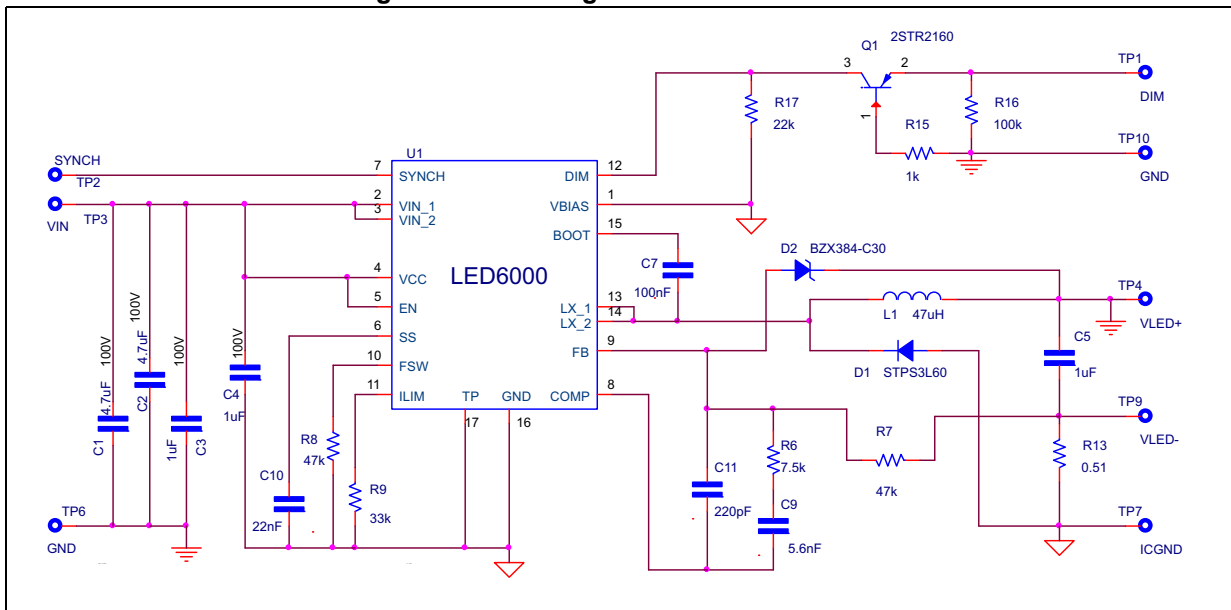 Q1
2STR2160
3
2
1
TP1
DIM
R17
22k
R16
100k
R15
1k
TP10
GND
SYNCH
TP2
VIN
TP3
U1
LED6000
7
SYNCH
2
VIN_1
3
VIN_2
4
VCC
5
EN
6
SS
10
FSW
11
ILIM
TP
17
GND
16
12
DIM
1
VBIAS
15
BOOT
13
LX_1
14
LX_2
9
FB
8
COMP
C7
100nF
D2
BZX384-C30
L1
47uH
TP4
VLED+
D1
STPS3L60
C5
1uF
TP9
VLED-
R13
0.51
TP7
ICGND
4.7uF
100V
C1
4.7uF
100V
C2
1uF
100V
C3
100V
C4
1uF
R8
47k
R9
33k
C10
22nF
TP6
GND
C11
220pF
R6
7.5k
C9
5.6nF
R7
47k